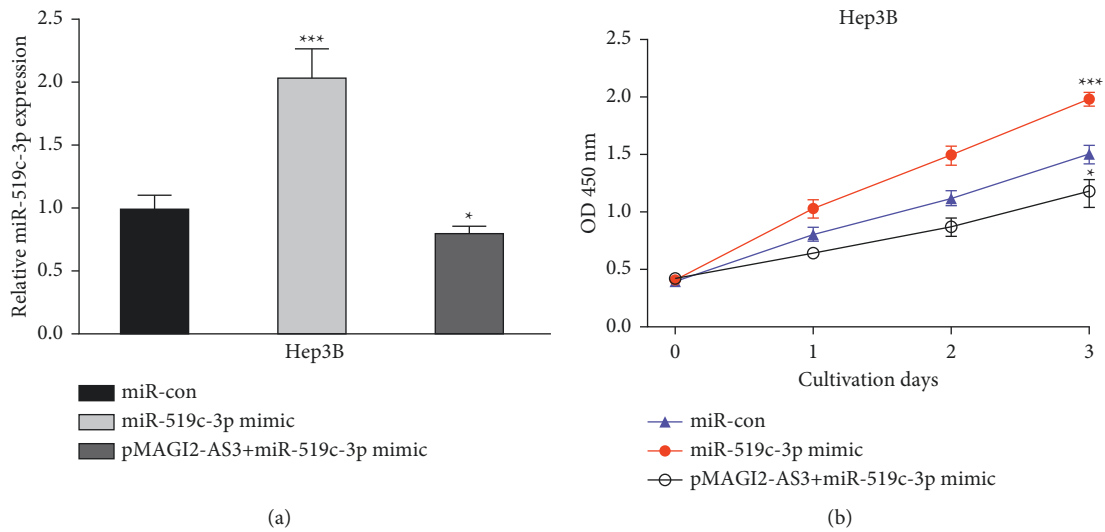 Relative miR-519c-3p expression
2.5
2.0
1.5
1.0
0.5
0.0
***
*
Hep3B
miR-con
miR-519c-3p mimic
pMAGI2-AS3+miR-519c-3p mimic
(a)
Hep3B
OD 450 nm
2.5
2.0
1.5
1.0
0.5
0.0
***
*
0 1 2 3
Cultivation days
miR-con
miR-519c-3p mimic
pMAGI2-AS3+miR-519c-3p mimic
(b)